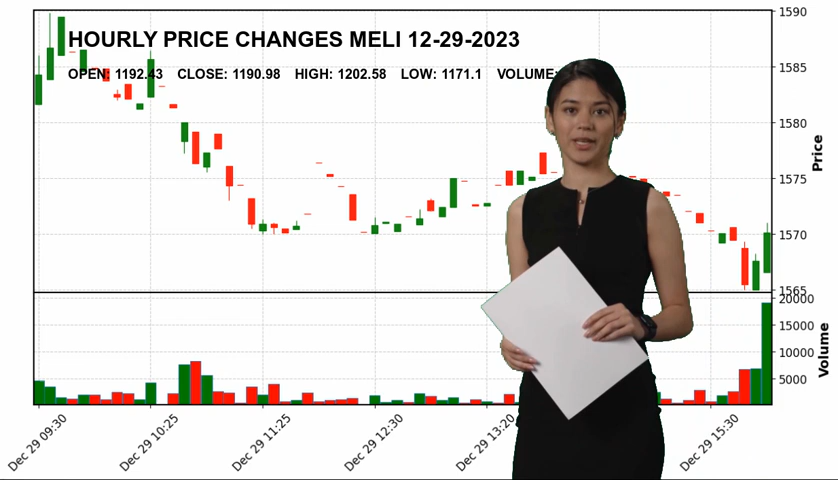 HOURLY PRICE CHANGES MELI 12-29-2023
OPEN: 1192.43 CLOSE: 1190.98 HIGH: 1202.58 LOW: 1171.1 VOLUME:
1590
1585
1580
1575
1570
1565
Price
20000
15000
10000
5000
Volume
Dec 29 09:30
Dec 29 10:25
Dec 29 11:25
Dec 29 12:30
Dec 29 13:20
Dec 29 15:30